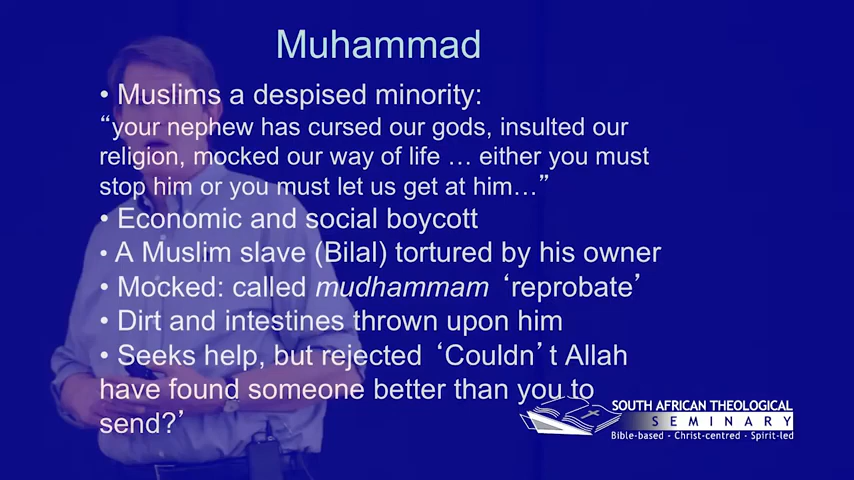 Muhammad
• Muslims a despised minority:
“your nephew has cursed our gods, insulted our
religion, mocked our way of life … either you must
stop him or you must let us get at him…”
• Economic and social boycott
• A Muslim slave (Bilal) tortured by his owner
• Mocked: called mudhammam ‘reprobate’
• Dirt and intestines thrown upon him
• Seeks help, but rejected ‘Couldn’t Allah
have found someone better than you to
send?’
SOUTH AFRICAN THEOLOGICAL
SEMINARY
Bible-based - Christ-centred - Spirit-led